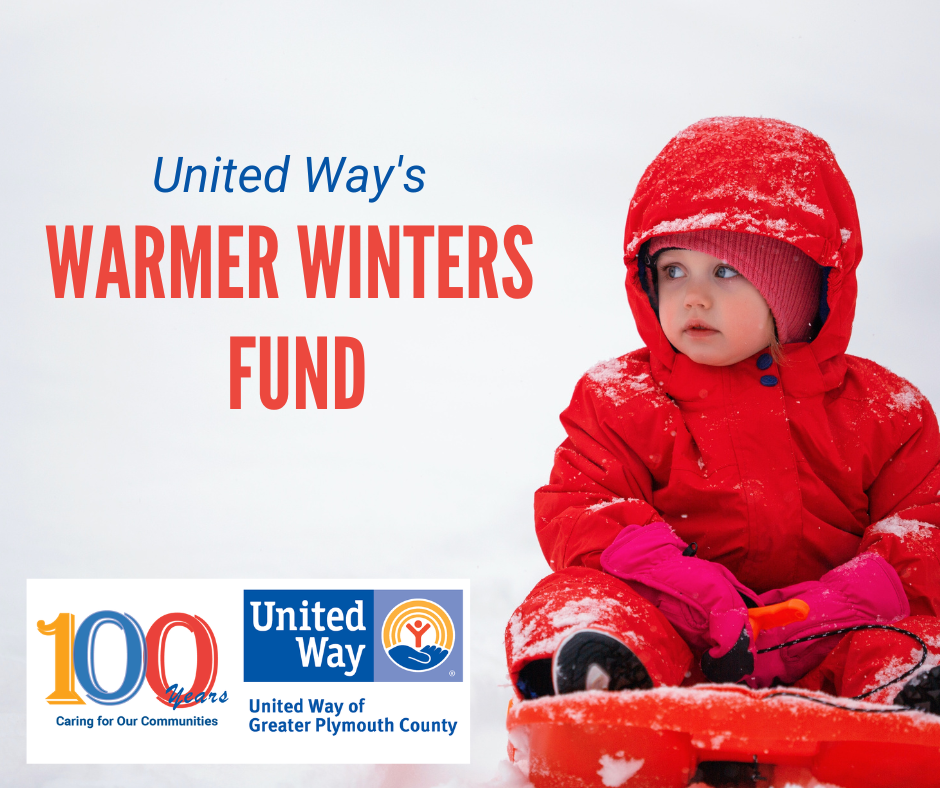 United Way's
WARMER WINTERS
FUND
100
Years
Caring for Our Communities
United
Way
®
United Way of
Greater Plymouth County